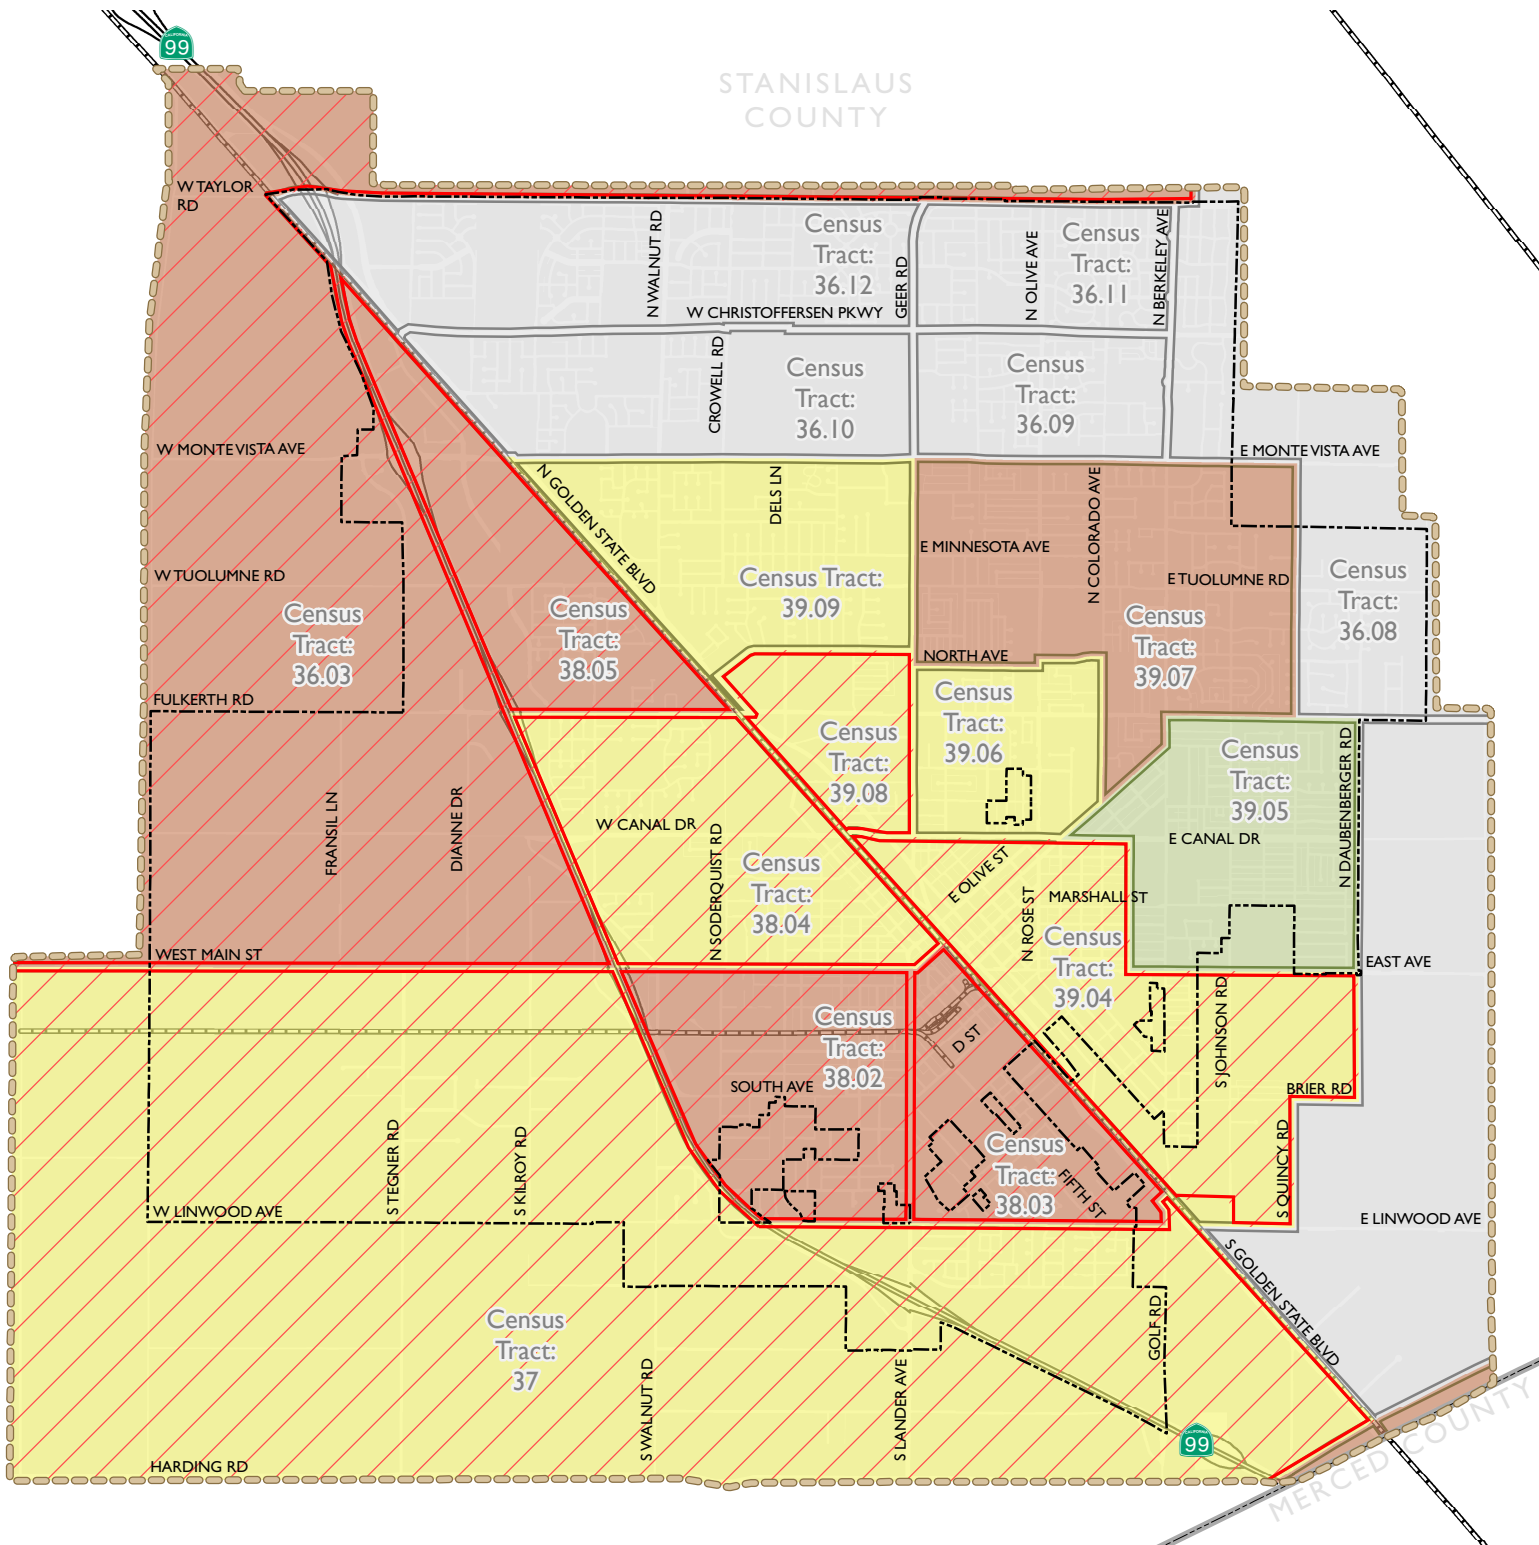 CALIFORNIA
99
STANISLAUS
COUNTY
W TAYLOR
RD
N WALNUT RD
Census
Tract:
36.12
GEER RD
N OLIVE AVE
Census
Tract:
36.11
N BERKELEY AVE
W CHRISTOFFERSEN PKWY
CROWELL RD
Census
Tract:
36.10
Census
Tract:
36.09
W MONTE VISTA AVE
E MONTE VISTA AVE
N GOLDEN STATE BLVD
DELS LN
N COLORADO AVE
E MINNESOTA AVE
W TUOLUMNE RD
E TUOLUMNE RD
Census Tract:
39.09
Census
Tract:
36.08
Census
Tract:
36.03
Census
Tract:
38.05
Census
Tract:
39.07
NORTH AVE
FULKERTH RD
Census
Tract:
39.06
Census
Tract:
39.08
Census
Tract:
39.05
N DAUBENBERGER RD
FRANSIL LN
DIANNE DR
W CANAL DR
E CANAL DR
N SODERQUIST RD
Census
Tract:
38.04
E OLIVE ST
N ROSE ST
MARSHALL ST
Census
Tract:
39.04
WEST MAIN ST
EAST AVE
Census
Tract:
38.02
D ST
S JOHNSON RD
SOUTH AVE
BRIER RD
S TEGNER RD
S KILROY RD
Census
Tract:
38.03
FIFTH ST
S QUINCY RD
W LINWOOD AVE
E LINWOOD AVE
S GOLDEN STATE BLVD
Census
Tract:
37
GOLF RD
S WALNUT RD
S LANDER AVE
CALIFORNIA
99
HARDING RD
MERCED COUNTY